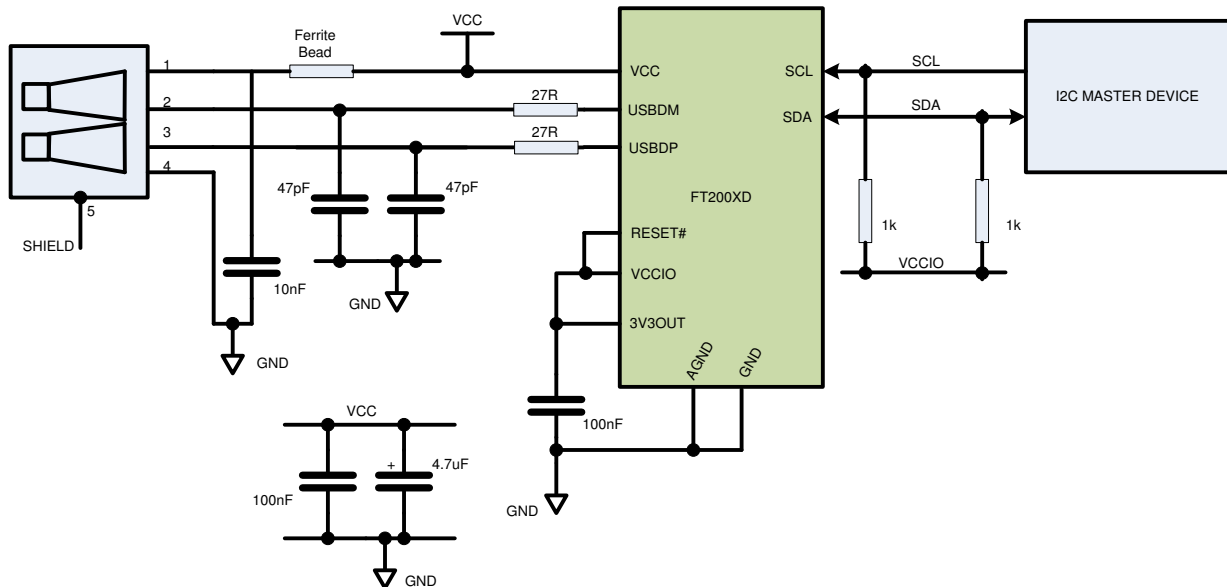 VCC
Ferrite
Bead
1
2
3
4
5
SHIELD
27R
27R
47pF
47pF
10nF
GND
GND
VCC
USBDM
USBDP
RESET#
VCCIO
3V3OUT
AGND
GND
SCL
SDA
FT200XD
SCL
SDA
I2C MASTER DEVICE
1k
1k
VCCIO
100nF
GND
VCC
100nF
+
4.7uF
GND